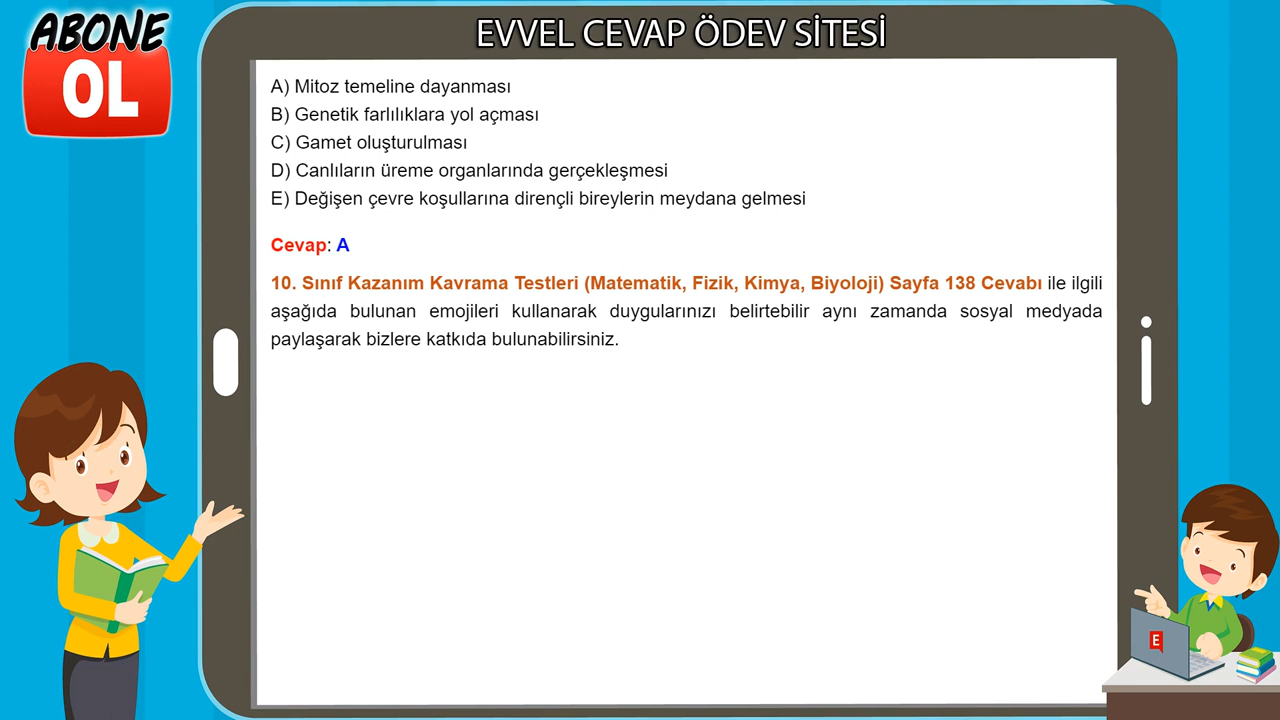 ABONE
OL
EVVEL CEVAP ÖDEV SİTESİ
A) Mitoz temeline dayanması
B) Genetik farlılıklara yol açması
C) Gamet oluşturulması
D) Canlıların üreme organlarında gerçekleşmesi
E) Değişen çevre koşullarına dirençli bireylerin meydana gelmesi
Cevap: A
10. Sınıf Kazanım Kavrama Testleri (Matematik, Fizik, Kimya, Biyoloji) Sayfa 138 Cevabı ile ilgili
aşağıda bulunan emojileri kullanarak duygularınızı belirtebilir aynı zamanda sosyal medyada
paylaşarak bizlere katkıda bulunabilirsiniz.
E